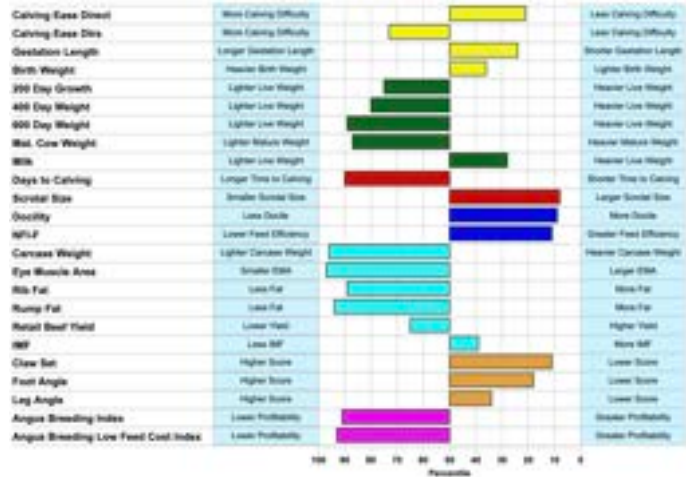 Calving Ease Direct More Calving Difficulty Less Calving Difficulty
Calving Ease Dtrs More Calving Difficulty Less Calving Difficulty
Gestation Length Longer Gestation Length Shorter Gestation Length
Birth Weight Heavier Birth Weight Lighter Birth Weight
200 Day Growth Lighter Live Weight Heavier Live Weight
400 Day Weight Lighter Live Weight Heavier Live Weight
600 Day Weight Lighter Live Weight Heavier Live Weight
Mat. Cow Weight Lighter Mature Weight Heavier Mature Weight
Milk Lighter Live Weight Heavier Live Weight
Days to Calving Longer Time to Calving Shorter Time to Calving
Scrotal Size Smaller Scrotal Size Larger Scrotal Size
Docility Less Docile More Docile
NFI-F Lower Feed Efficiency Greater Feed Efficiency
Carcase Weight Lighter Carcase Weight Heavier Carcase Weight
Eye Muscle Area Smaller EMA Larger EMA
Rib Fat Less Fat More Fat
Rump Fat Less Fat More Fat
Retail Beef Yield Lower Yield Higher Yield
IMF Less IMF More IMF
Claw Set Higher Score Lower Score
Foot Angle Higher Score Lower Score
Leg Angle Higher Score Lower Score
Angus Breeding Index Lower Profitability Greater Profitability
Angus Breeding Low Feed Cost Index Lower Profitability Greater Profitability
100 90 80 70 60 50 40 30 20 10 0
Percentile